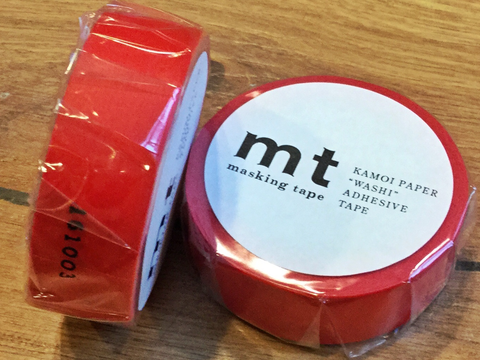 mt
masking tape
KAMOI PAPER
"WASHI"
ADHESIVE
TAPE